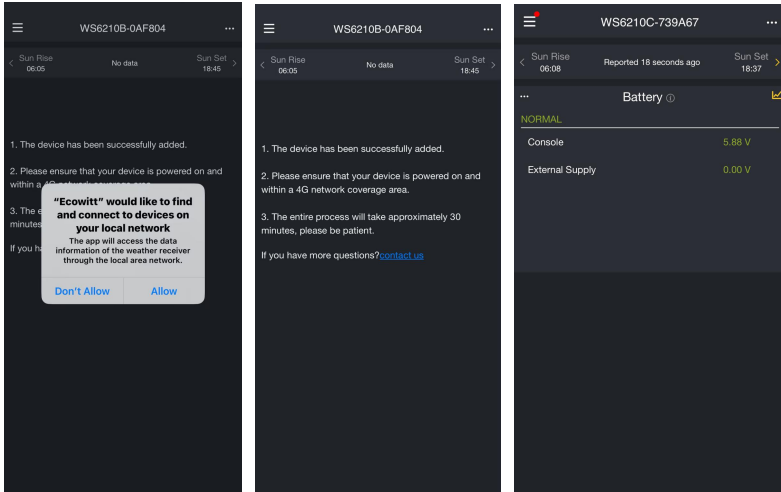 WS6210B-0AF804
Sun Rise
06:05
No data
Sun Set
18:45
1. The device has been successfully added.
2. Please ensure that your device is powered on and
within a 4G network coverage area.
3. The e
minutes
If you ha
"Ecowitt" would like to find
and connect to devices on
your local network
The app will access the data
information of the weather receiver
through the local area network.
Don't Allow
Allow
WS6210B-0AF804
Sun Rise
06:05
No data
Sun Set
18:45
1. The device has been successfully added.
2. Please ensure that your device is powered on and
within a 4G network coverage area.
3. The entire process will take approximately 30
minutes, please be patient.
If you have more questions?contact us
WS6210C-739A67
Sun Rise
06:08
Reported 18 seconds ago
Sun Set
18:37
Battery
NORMAL
Console 5.88 V
External Supply 0.00 V